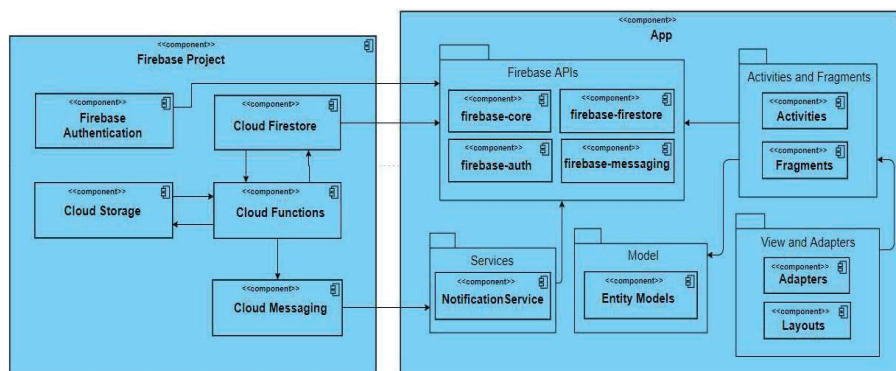 <<component>>
Firebase Project
<<component>>
Firebase
Authentication
<<component>>
Cloud Firestore
<<component>>
Cloud Storage
<<component>>
Cloud Functions
<<component>>
Cloud Messaging
<<component>>
App
Firebase APIs
<<component>>
firebase-core
<<component>>
firebase-firestore
<<component>>
firebase-auth
<<component>>
firebase-messaging
Activities and Fragments
<<component>>
Activities
<<component>>
Fragments
Services
<<component>>
NotificationService
Model
<<component>>
Entity Models
View and Adapters
<<component>>
Adapters
<<component>>
Layouts